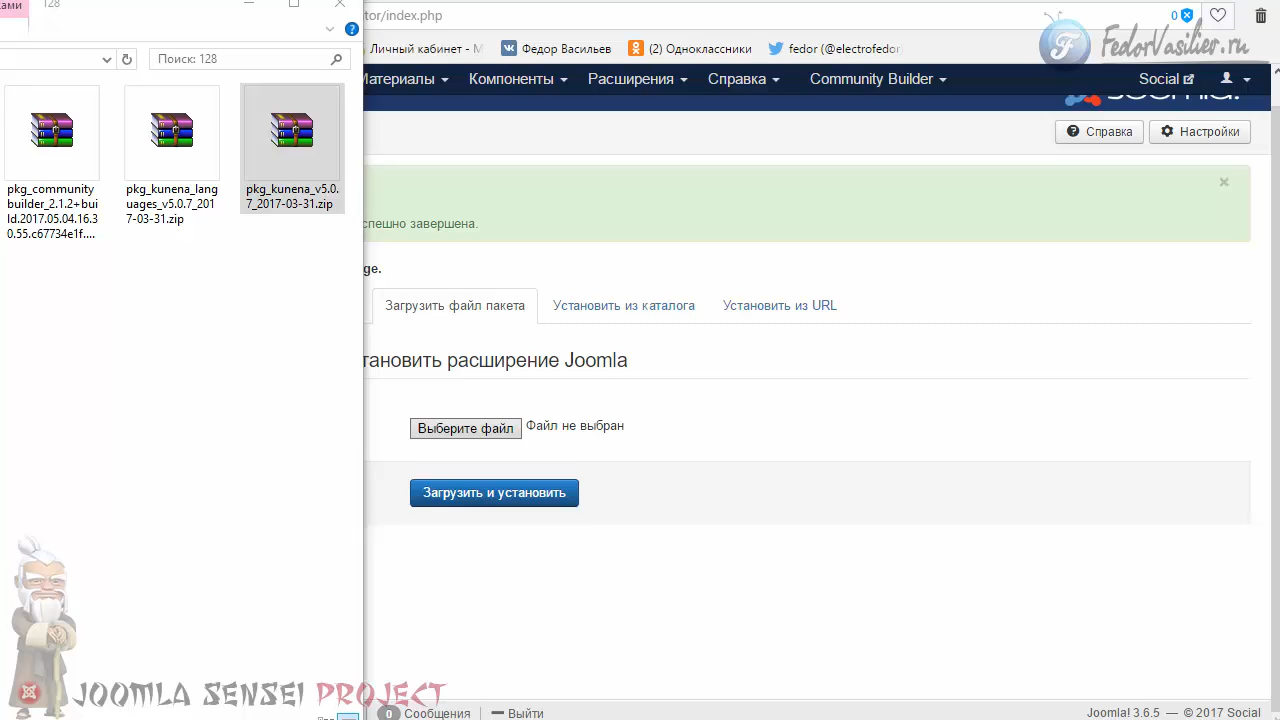 ками
128
Поиск: 128
pkg_community
builder_2.1.2+bui
ld.2017.05.04.16.3
0.55.c67734e1f....
pkg_kunena_lang
uages_v5.0.7_201
7-03-31.zip
pkg_kunena_v5.0.
7_2017-03-31.zip
tor/index.php
0
Личный кабинет - М
Федор Васильев
(2) Одноклассники
fedor (@electrofedor)
FedorVasilier.ru
Материалы
Компоненты
Расширения
Справка
Community Builder
Social
Joomla!
Справка
Настройки
спешно завершена.
ge.
Загрузить файл пакета
Установить из каталога
Установить из URL
тановить расширение Joomla
Выберите файл
Файл не выбран
Загрузить и установить
JOOMLA SENSEI PROJECT
0 Сообщения
Выйти
Joomla! 3.6.5 — © 2017 Social